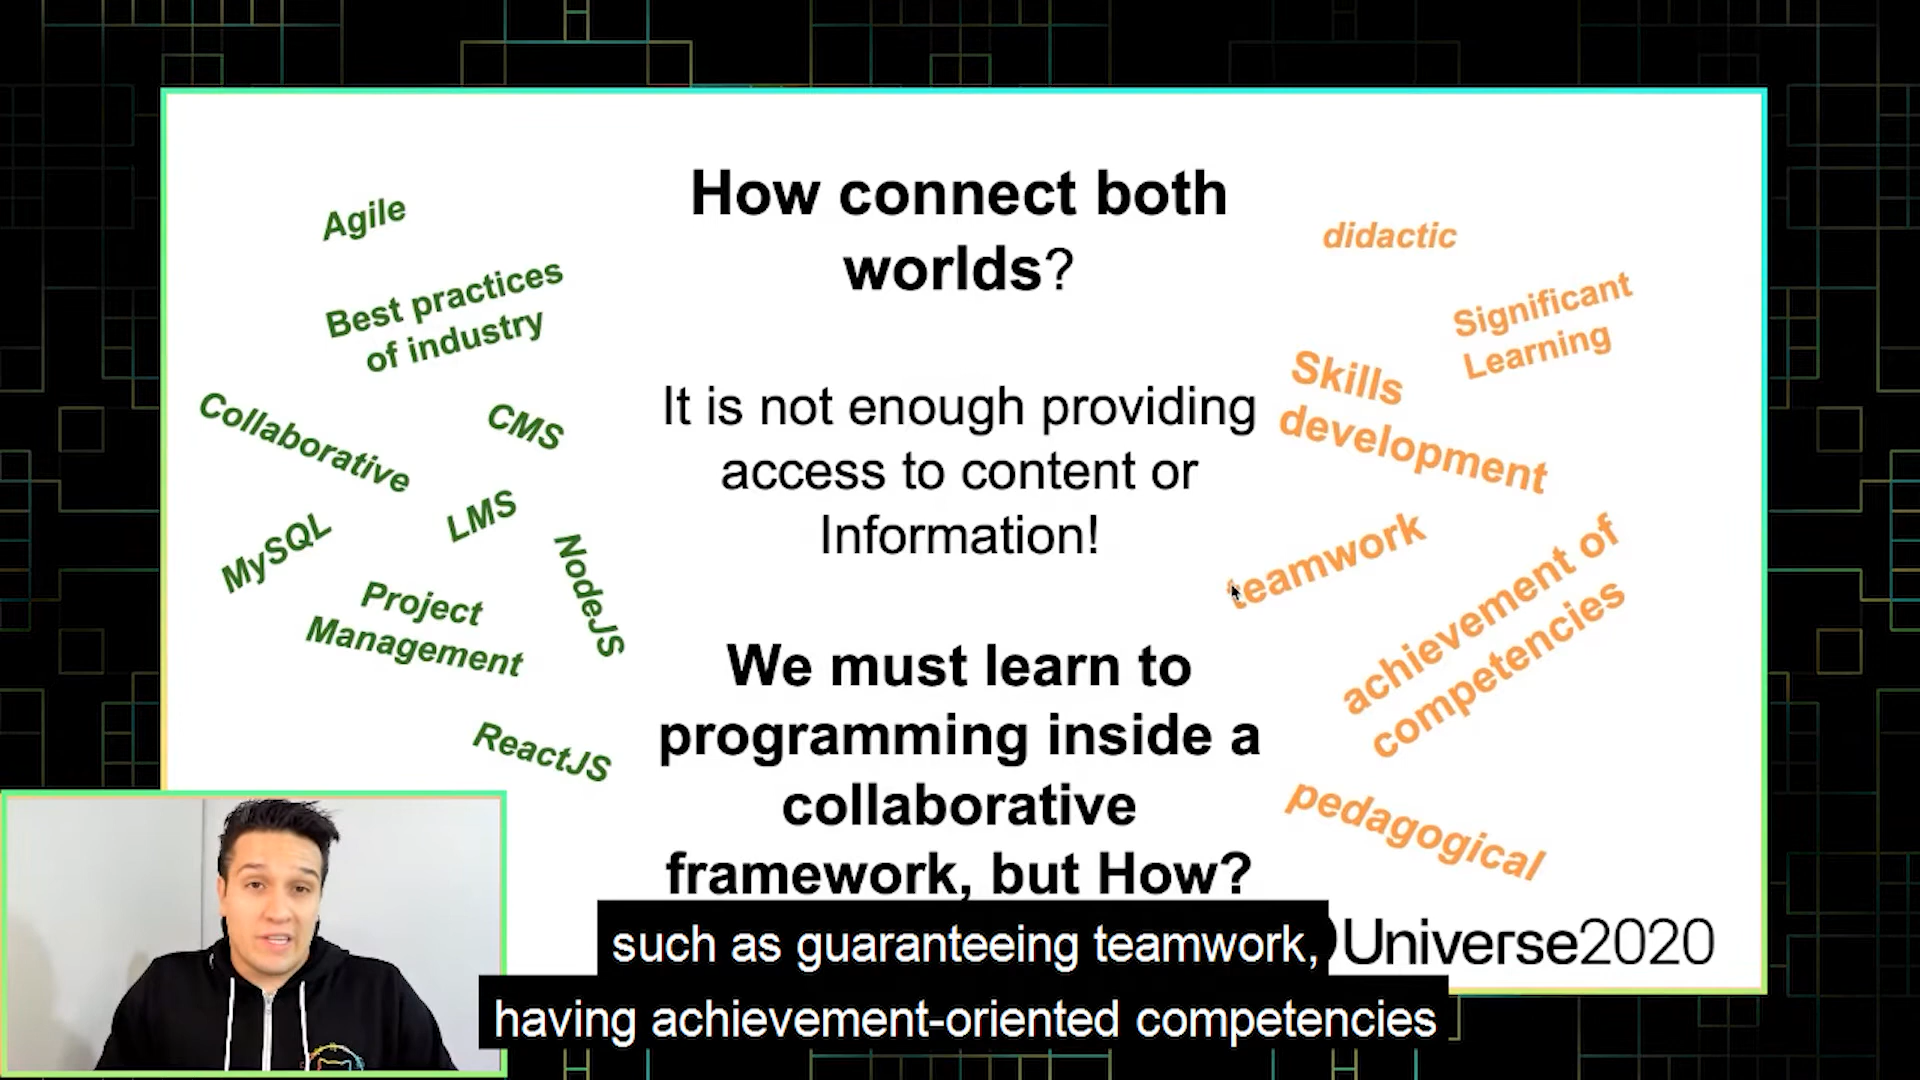 How connect both
worlds?
It is not enough providing
access to content or
Information!
We must learn to
programming inside a
collaborative
framework, but How?
Agile
Best practices
of industry
Collaborative
CMS
LMS
MySQL
NodeJS
Project
Management
ReactJS
didactic
Significant
Learning
Skills
development
teamwork
achievement of
competencies
pedagogical
Universe2020
such as guaranteeing teamwork,
having achievement-oriented competencies